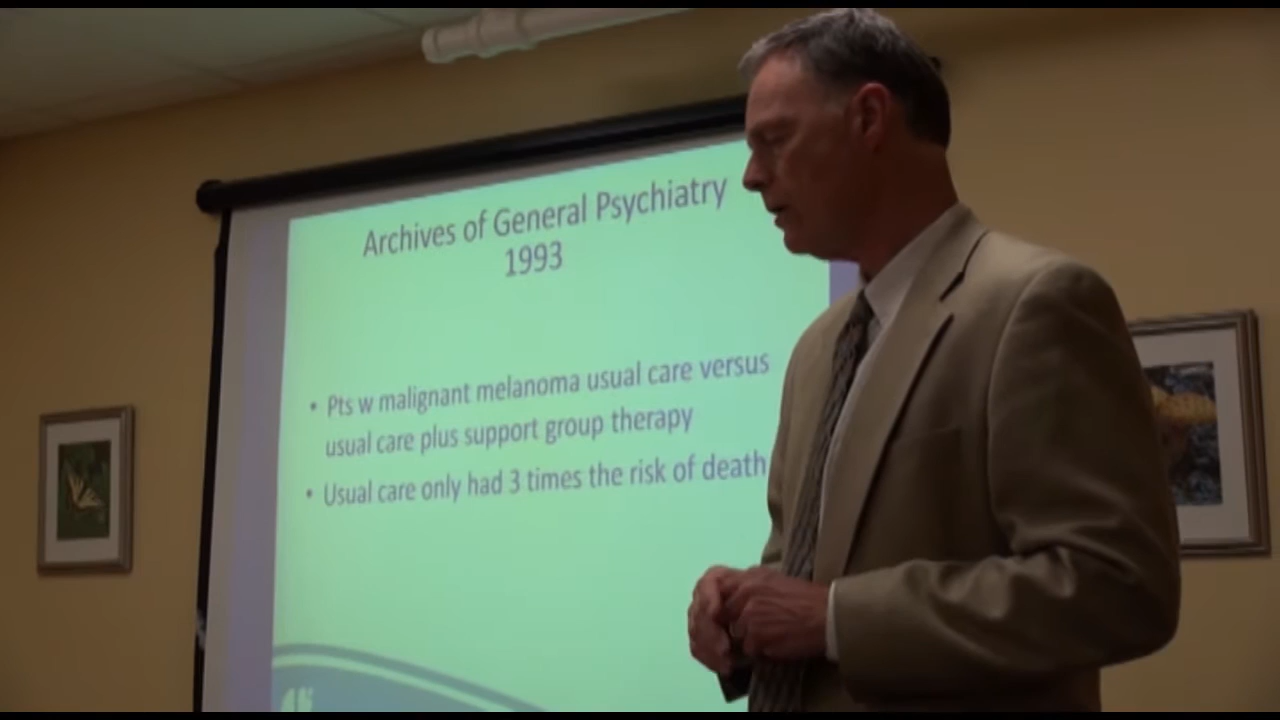 Archives of General Psychiatry
1993
• Pts w malignant melanoma usual care versus
usual care plus support group therapy
• Usual care only had 3 times the risk of death